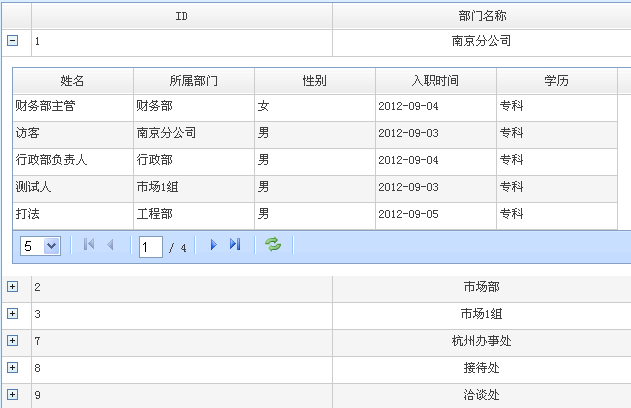 ID 部门名称
1 南京分公司
姓名 所属部门 性别 入职时间 学历
财务部主管 财务部 女 2012-09-04 专科
访客 南京分公司 男 2012-09-03 专科
行政部负责人 行政部 男 2012-09-04 专科
测试人 市场1组 男 2012-09-03 专科
打法 工程部 男 2012-09-05 专科
5 1 / 4
2 市场部
3 市场1组
7 杭州办事处
8 接待处
9 洽谈处